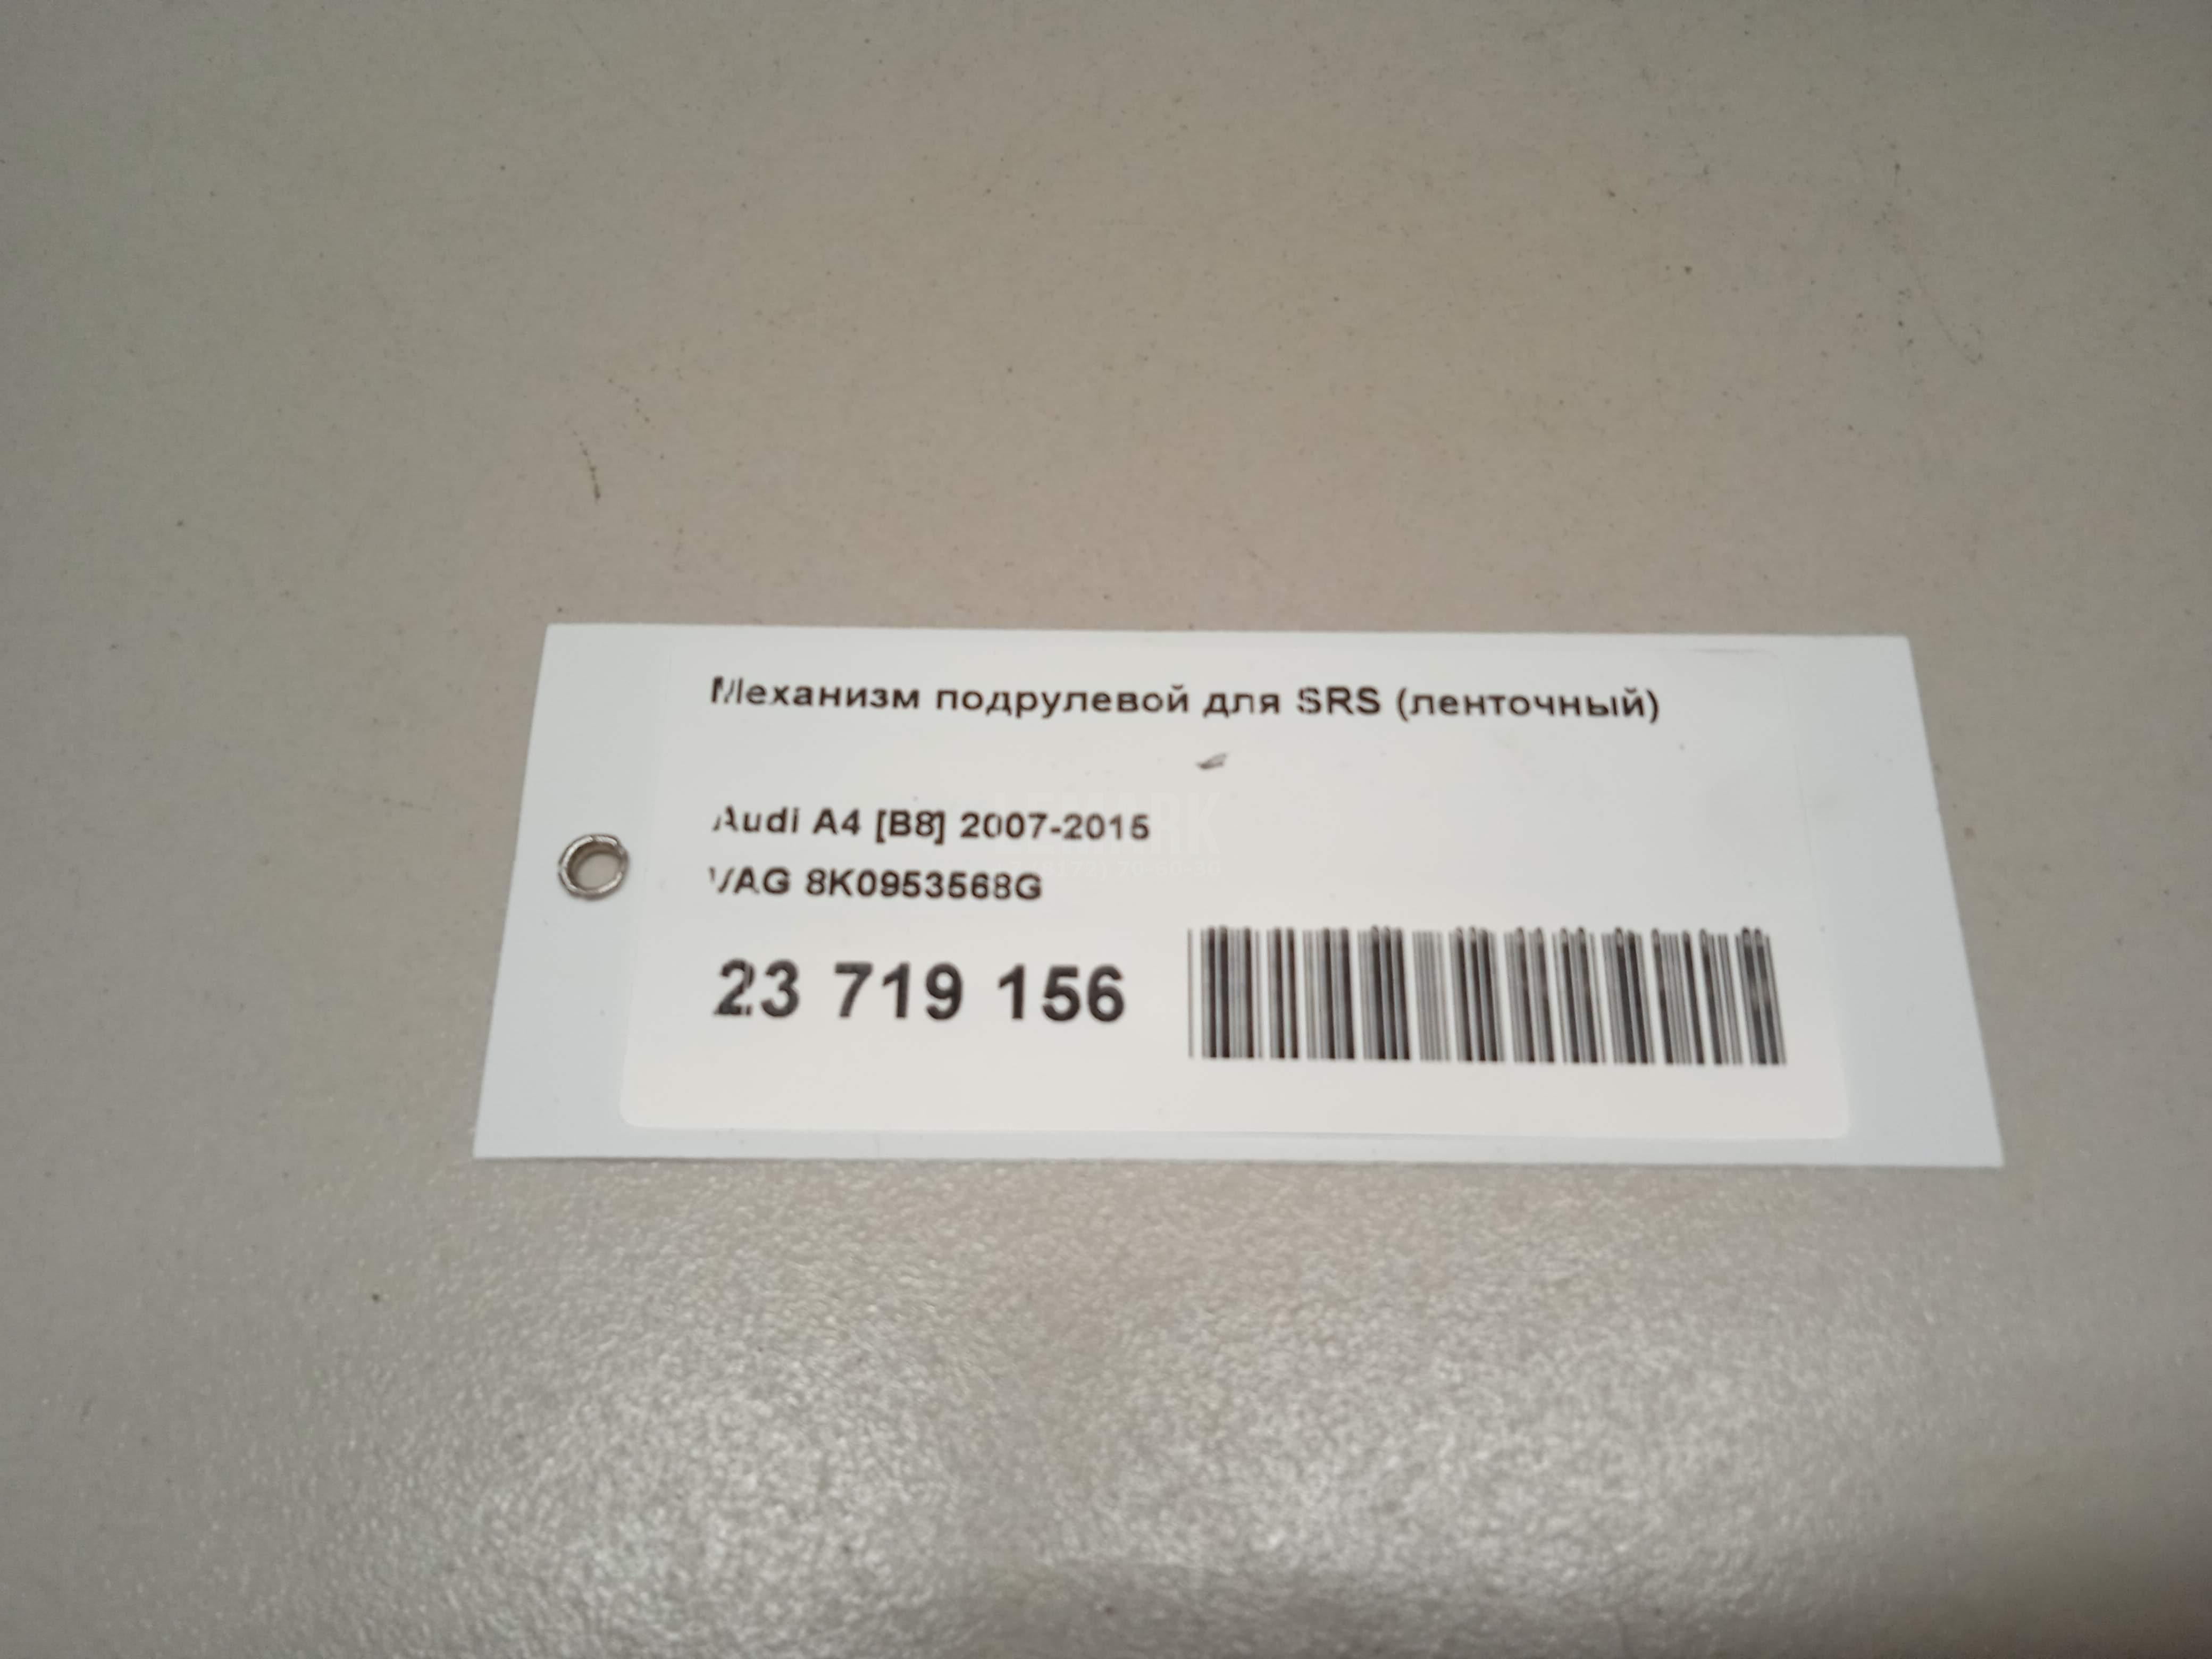 Механизм подрулевой для SRS (ленточный)
Audi A4 [B8] 2007-2015
VAG 8K0953568G
23 719 156